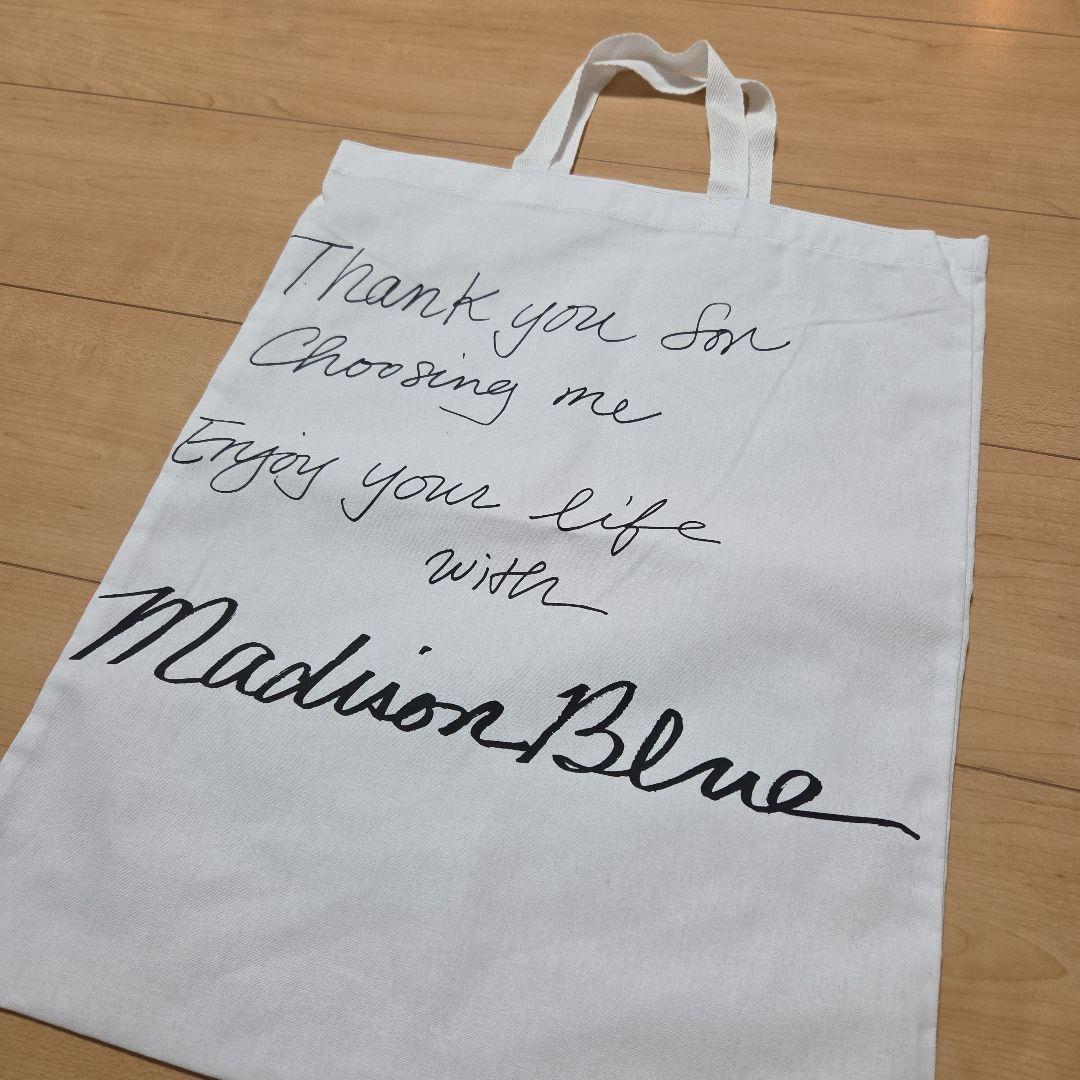 Thank you for
Choosing me
Enjoy your life
with
Madison Blue